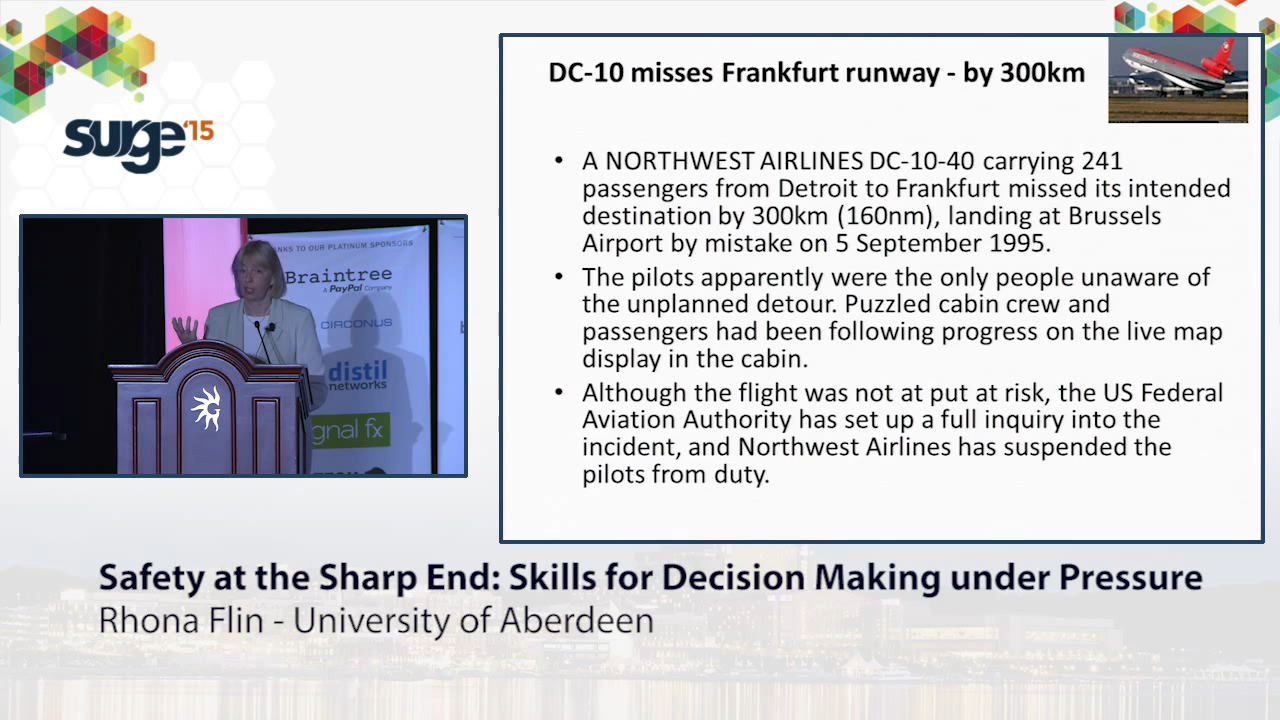 surge '15
DC-10 misses Frankfurt runway - by 300km
• A NORTHWEST AIRLINES DC-10-40 carrying 241
passengers from Detroit to Frankfurt missed its intended
destination by 300km (160nm), landing at Brussels
Airport by mistake on 5 September 1995.
• The pilots apparently were the only people unaware of
the unplanned detour. Puzzled cabin crew and
passengers had been following progress on the live map
display in the cabin.
• Although the flight was not at put at risk, the US Federal
Aviation Authority has set up a full inquiry into the
incident, and Northwest Airlines has suspended the
pilots from duty.
TO OUR PLATINUM SPONSORS
Braintree
A PayPal Company
CIRCONUS
distil
networks
gnal fx
Safety at the Sharp End: Skills for Decision Making under Pressure
Rhona Flin - University of Aberdeen